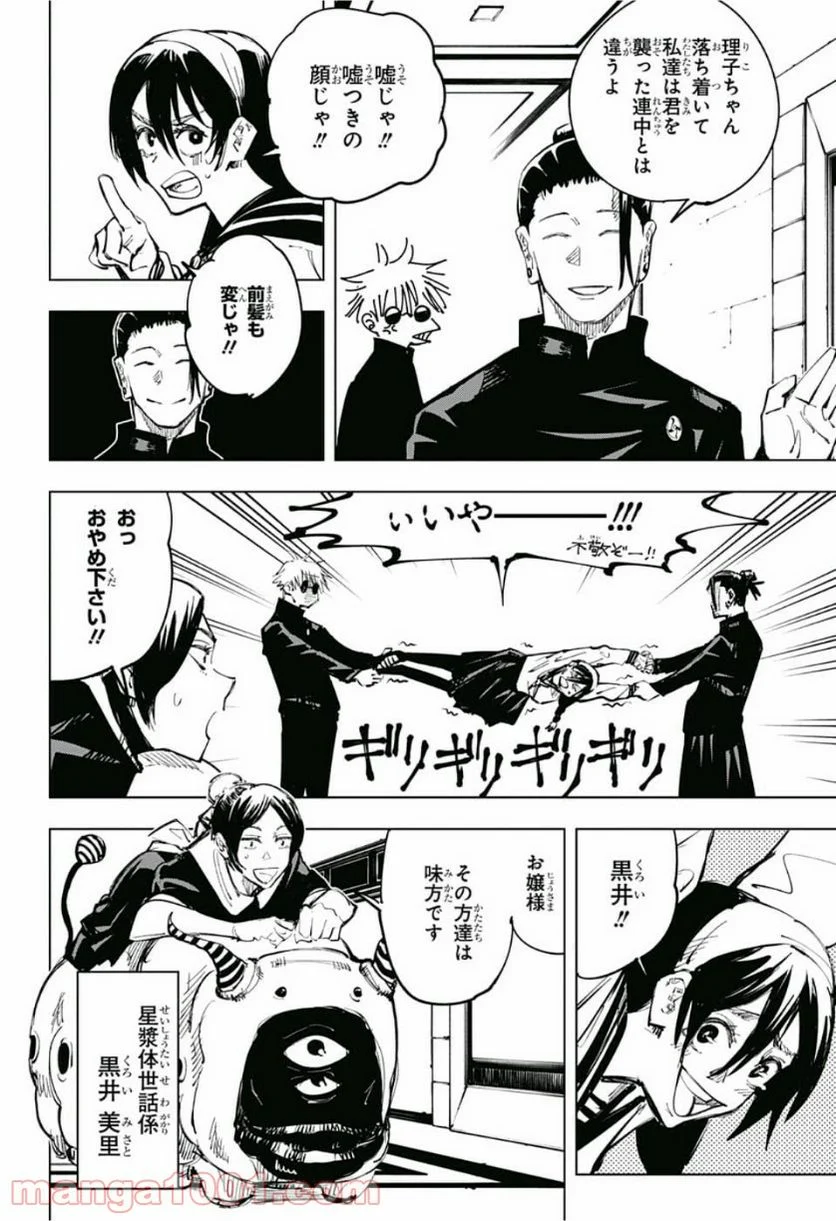 理子ちゃん
落ち着いて
私達は君を
襲った連中とは
違うよ
嘘じゃ!!
嘘つきの
顔じゃ!!
前髪も
変じゃ!!
いいやーーー!!!
不敬ぞー!!
おっ
おやめ下さい!!
ギリギリギリギリ
黒井!!
お嬢様
その方達は
味方です
星漿体世話係
黒井 美里
manga1001.com